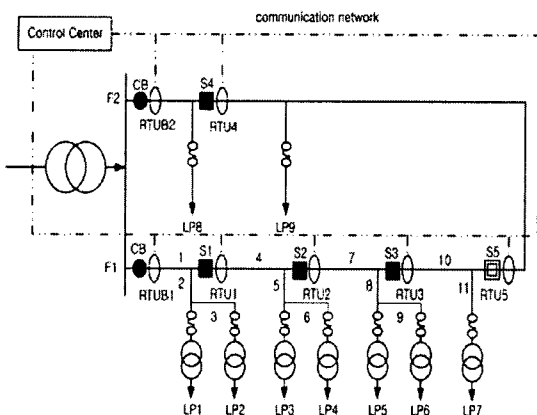 communication network
Control Center
CB
S4
F2
RTUB2
RTU4
LP8
LP9
CB
1
S1
4
S2
7
S3
10
S5
F1
RTUB1
2
RTU1
5
RTU2
8
RTU3
11
RTU5
3
6
9
LP1
LP2
LP3
LP4
LP5
LP6
LP7